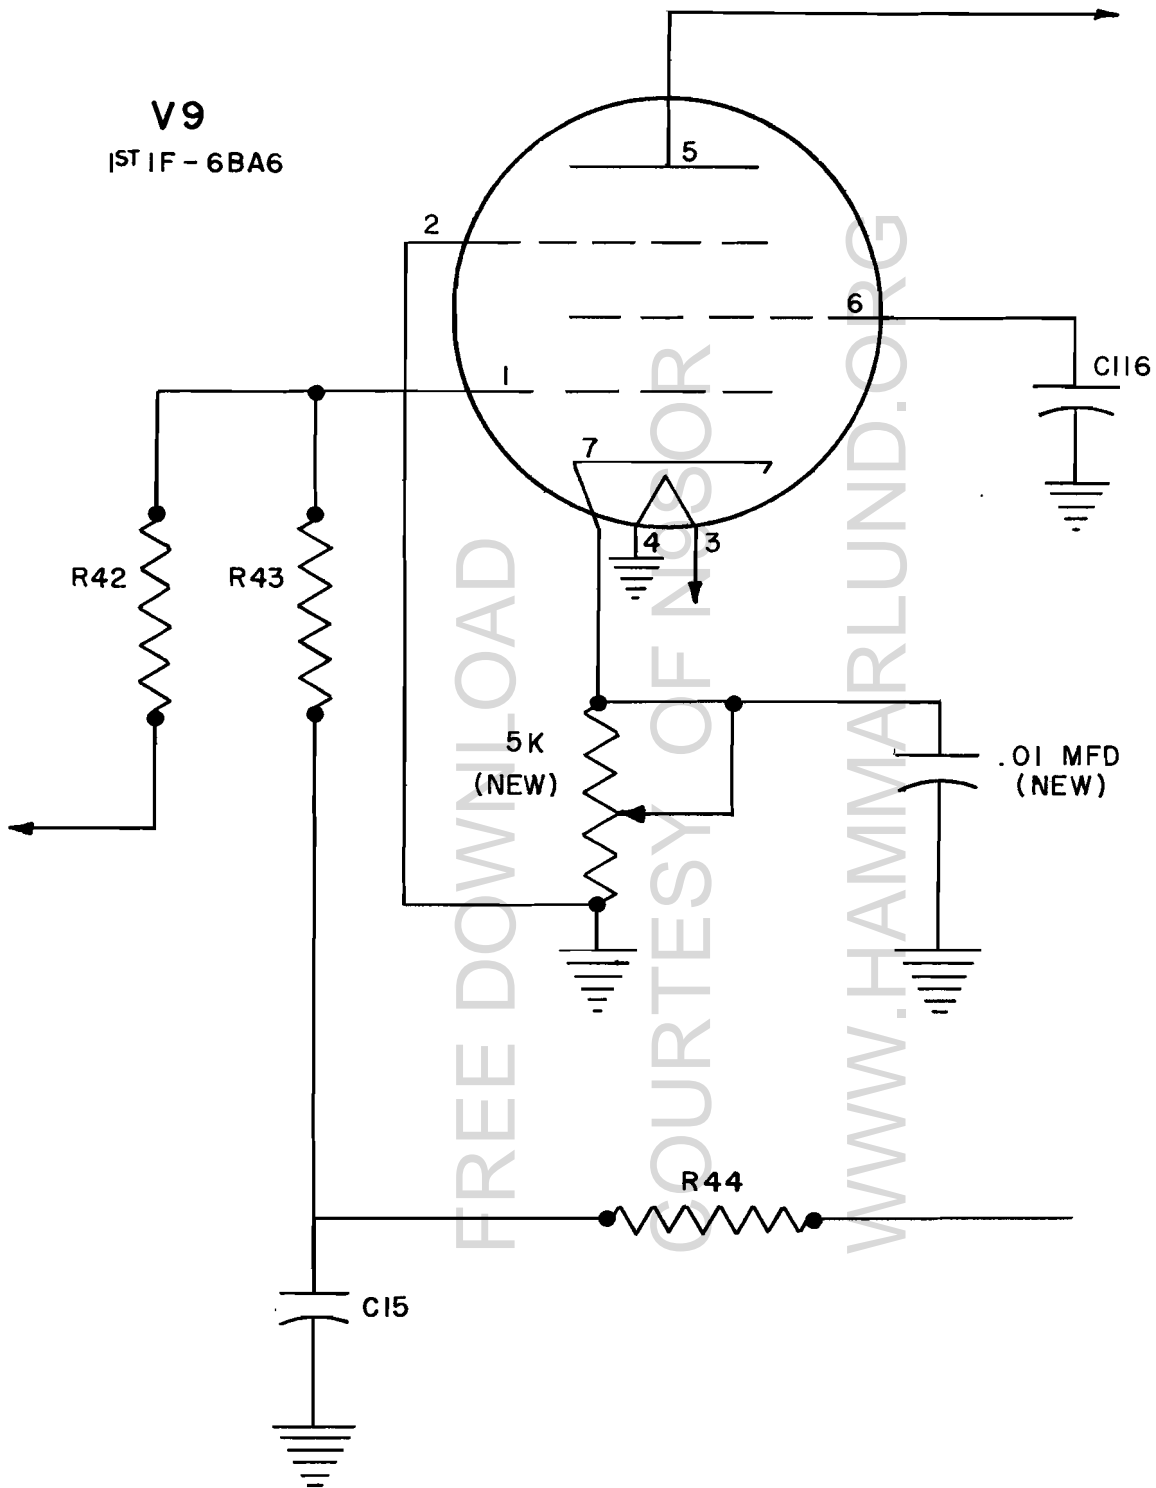 V9
1ST IF - 6BA6
5
2
6
C116
1
7
4
3
R42
R43
5K
(NEW)
.01 MFD
(NEW)
R44
C15
FREE DOWNLOAD
COURTESY OF N6SOR
WWW.HAMMARLUND.ORG